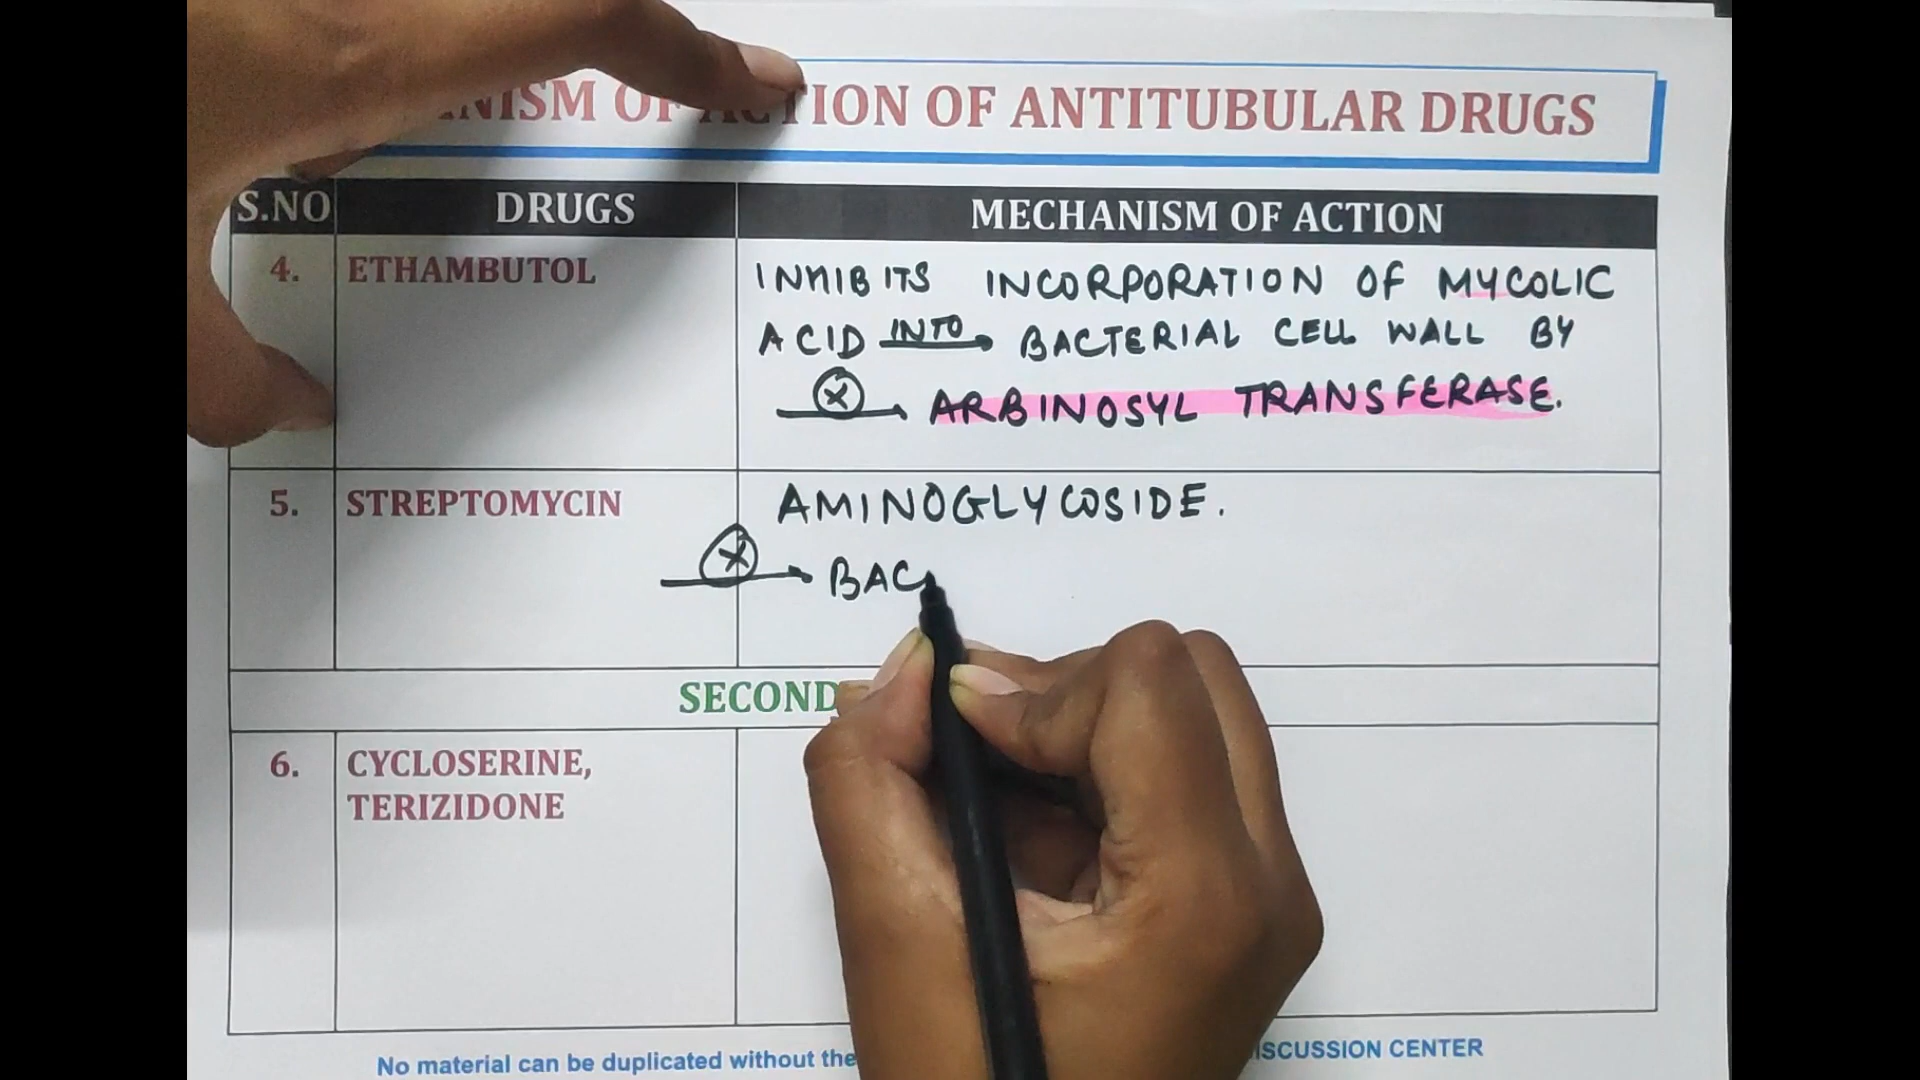 NISM OF ACTION OF ANTITUBULAR DRUGS
S.NO DRUGS MECHANISM OF ACTION
4. ETHAMBUTOL INHIBITS INCORPORATION OF MYCOLIC
ACID INTO BACTERIAL CELL WALL BY
X ARBINOSYL TRANSFERASE.
5. STREPTOMYCIN AMINOGLYCOSIDE.
X BAC
SECOND
6. CYCLOSERINE,
TERIZIDONE
No material can be duplicated without the ISCUSSION CENTER